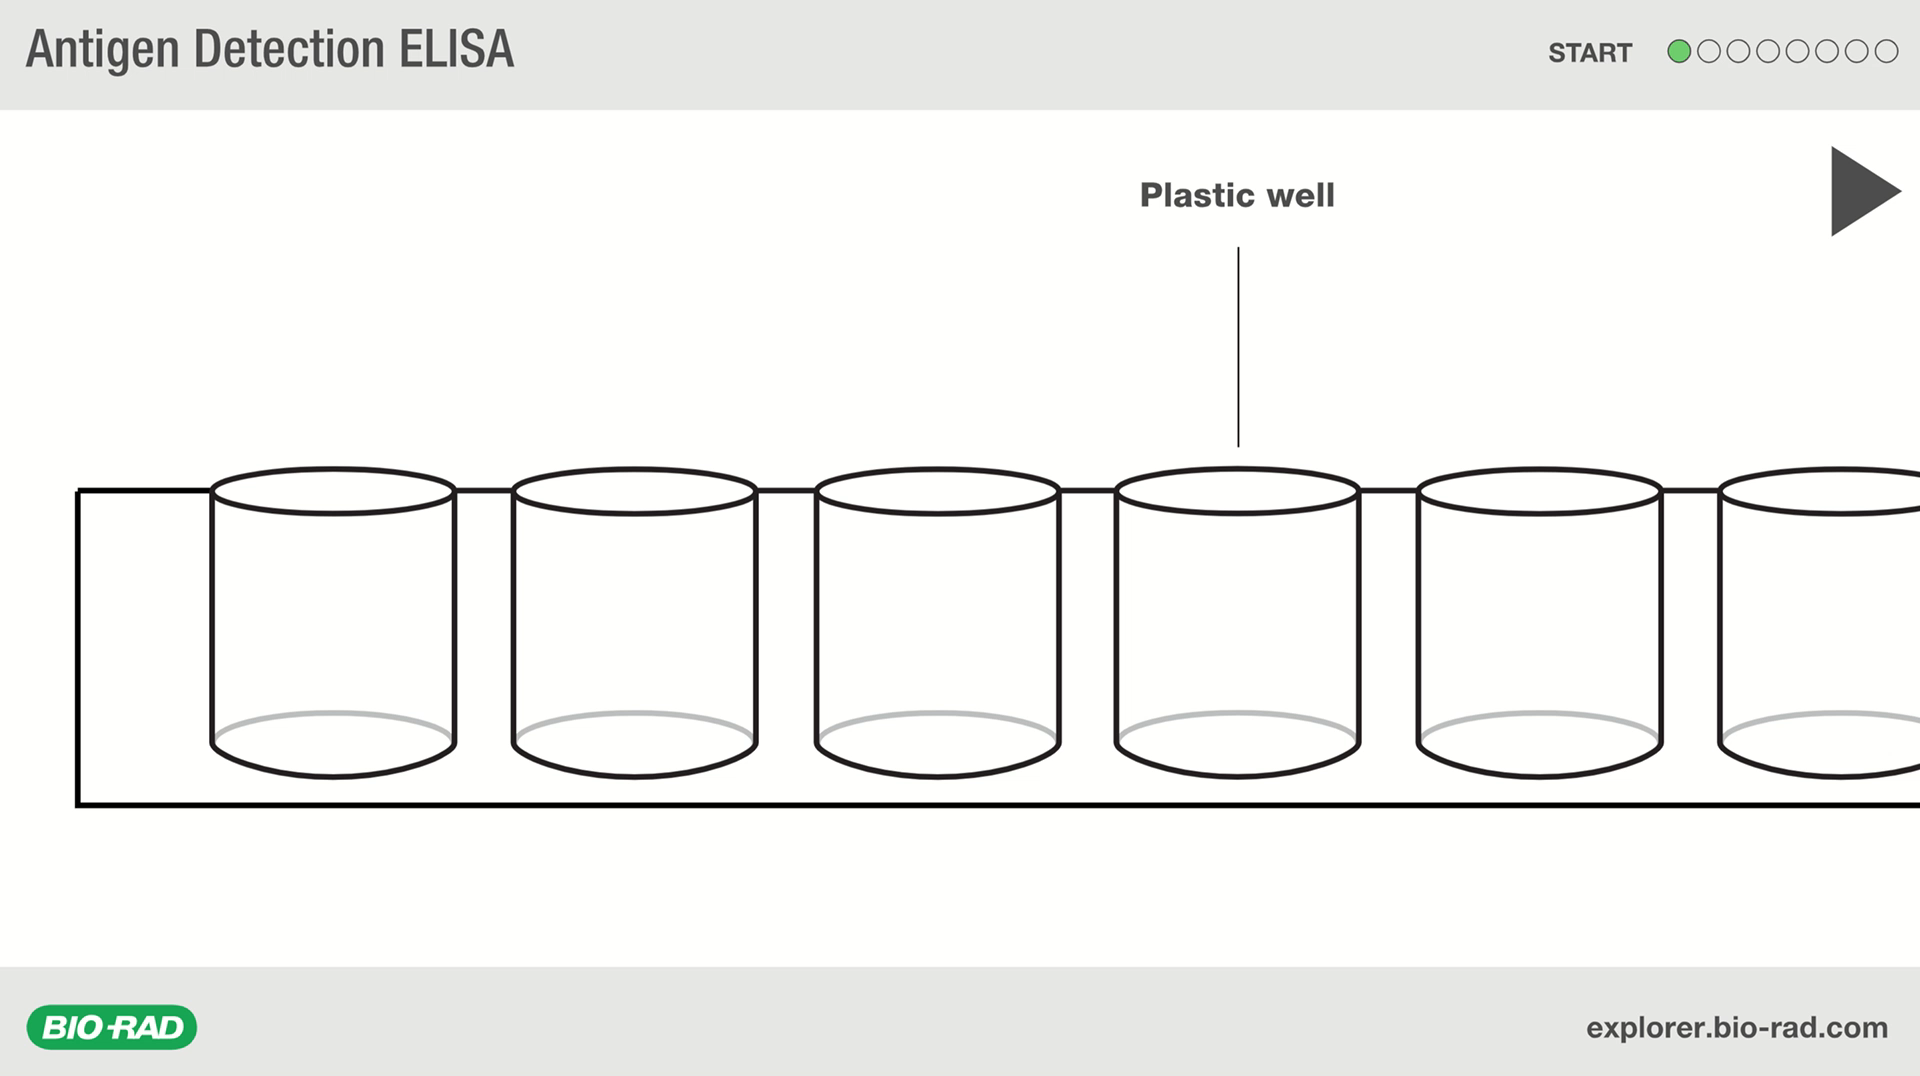 Antigen Detection ELISA
START
Plastic well
BIO-RAD
explorer.bio-rad.com